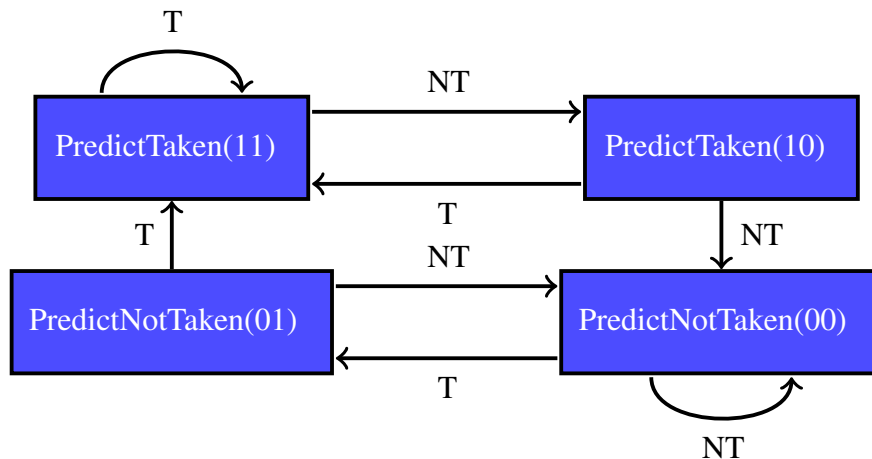 T
NT
PredictTaken(11)
PredictTaken(10)
T
T
NT
NT
PredictNotTaken(01)
PredictNotTaken(00)
T
NT